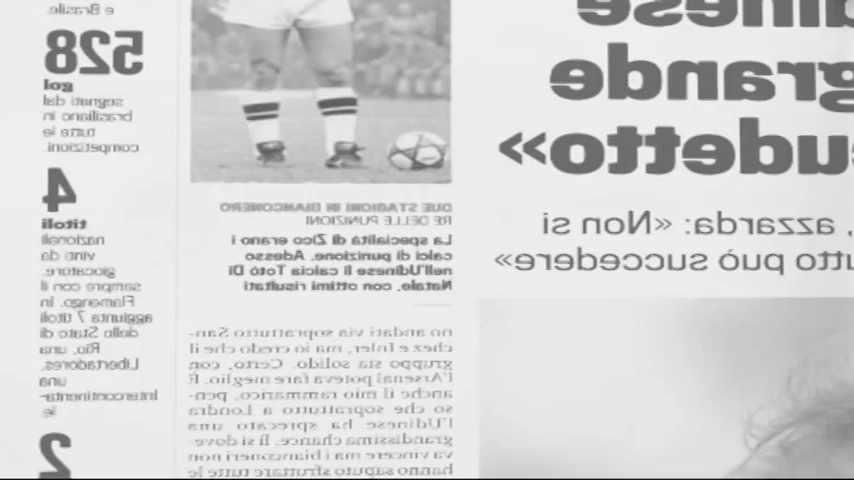 dinese
grande
udetto»
, azzarda: «Non si
utto può succedere»
DUE STAGIONI IN BIANCONERO
RE DELLE PUNIZIONI
La specialità di Zico erano i
calci di punizione. Adesso
nell'Udinese li calcia Totò Di
Natale, con ottimi risultati
no andati via soprattutto San-
chez e Inler, ma io credo che il
gruppo sia solido. Certo, con
l'Arsenal poteva fare meglio. È
anche il mio rammarico, pen-
so che soprattutto a Londra
l'Udinese ha sprecato una
grandissima chance, lì si dove-
va vincere ma i bianconeri non
hanno saputo sfruttare tutte le
e Brasile.
528
gol
segnati dal
brasiliano in
tutte le
competizioni.
4
titoli
nazionali
vinti da
giocatore,
sempre con il
Flamengo. In
aggiunta 7 titoli
dello Stato di
Rio, una
Libertadores,
una
Intercontinenta-
le
2